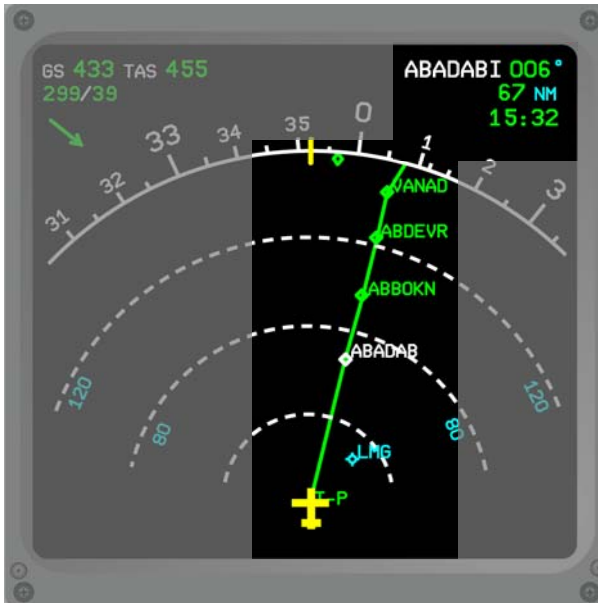 GS 433 TAS 455
299/39
ABADABI 006°
67 NM
15:32
31
32
33
34
35
0
1
2
3
VANAD
ABDEVR
ABBOKN
ABADAB
120
80
80
120
LMG
T-P